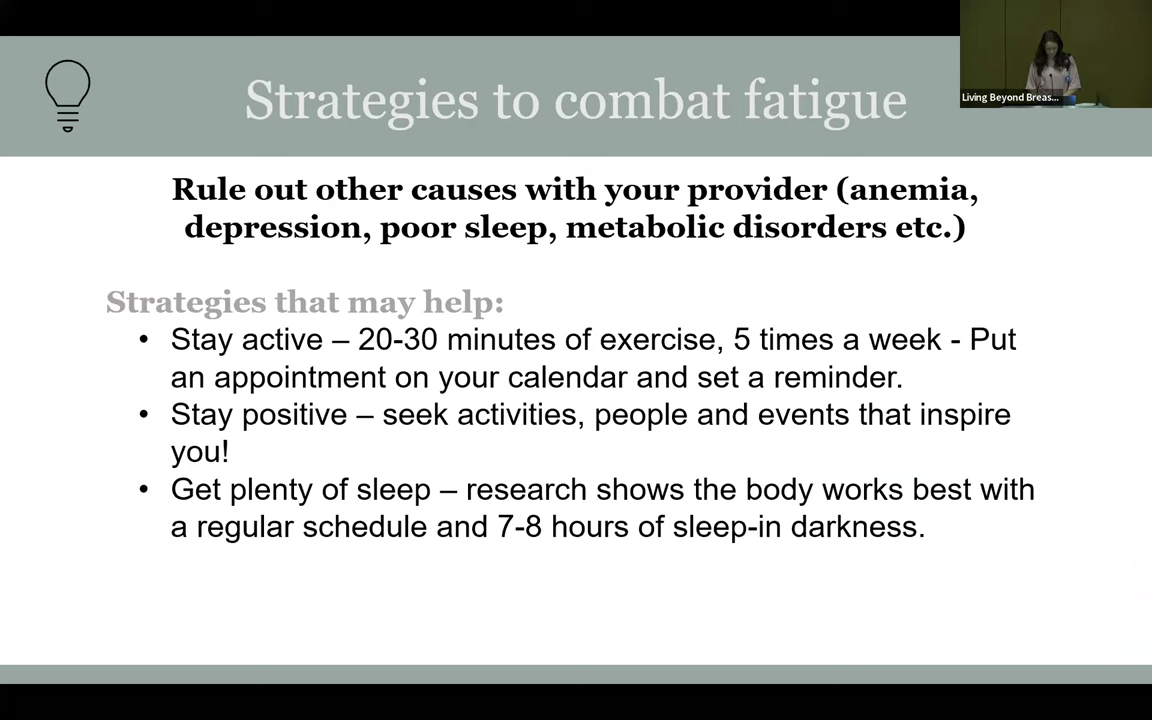 Strategies to combat fatigue
Living Beyond Breas...
Rule out other causes with your provider (anemia,
depression, poor sleep, metabolic disorders etc.)
Strategies that may help:
• Stay active – 20-30 minutes of exercise, 5 times a week - Put
an appointment on your calendar and set a reminder.
• Stay positive – seek activities, people and events that inspire
you!
• Get plenty of sleep – research shows the body works best with
a regular schedule and 7-8 hours of sleep-in darkness.